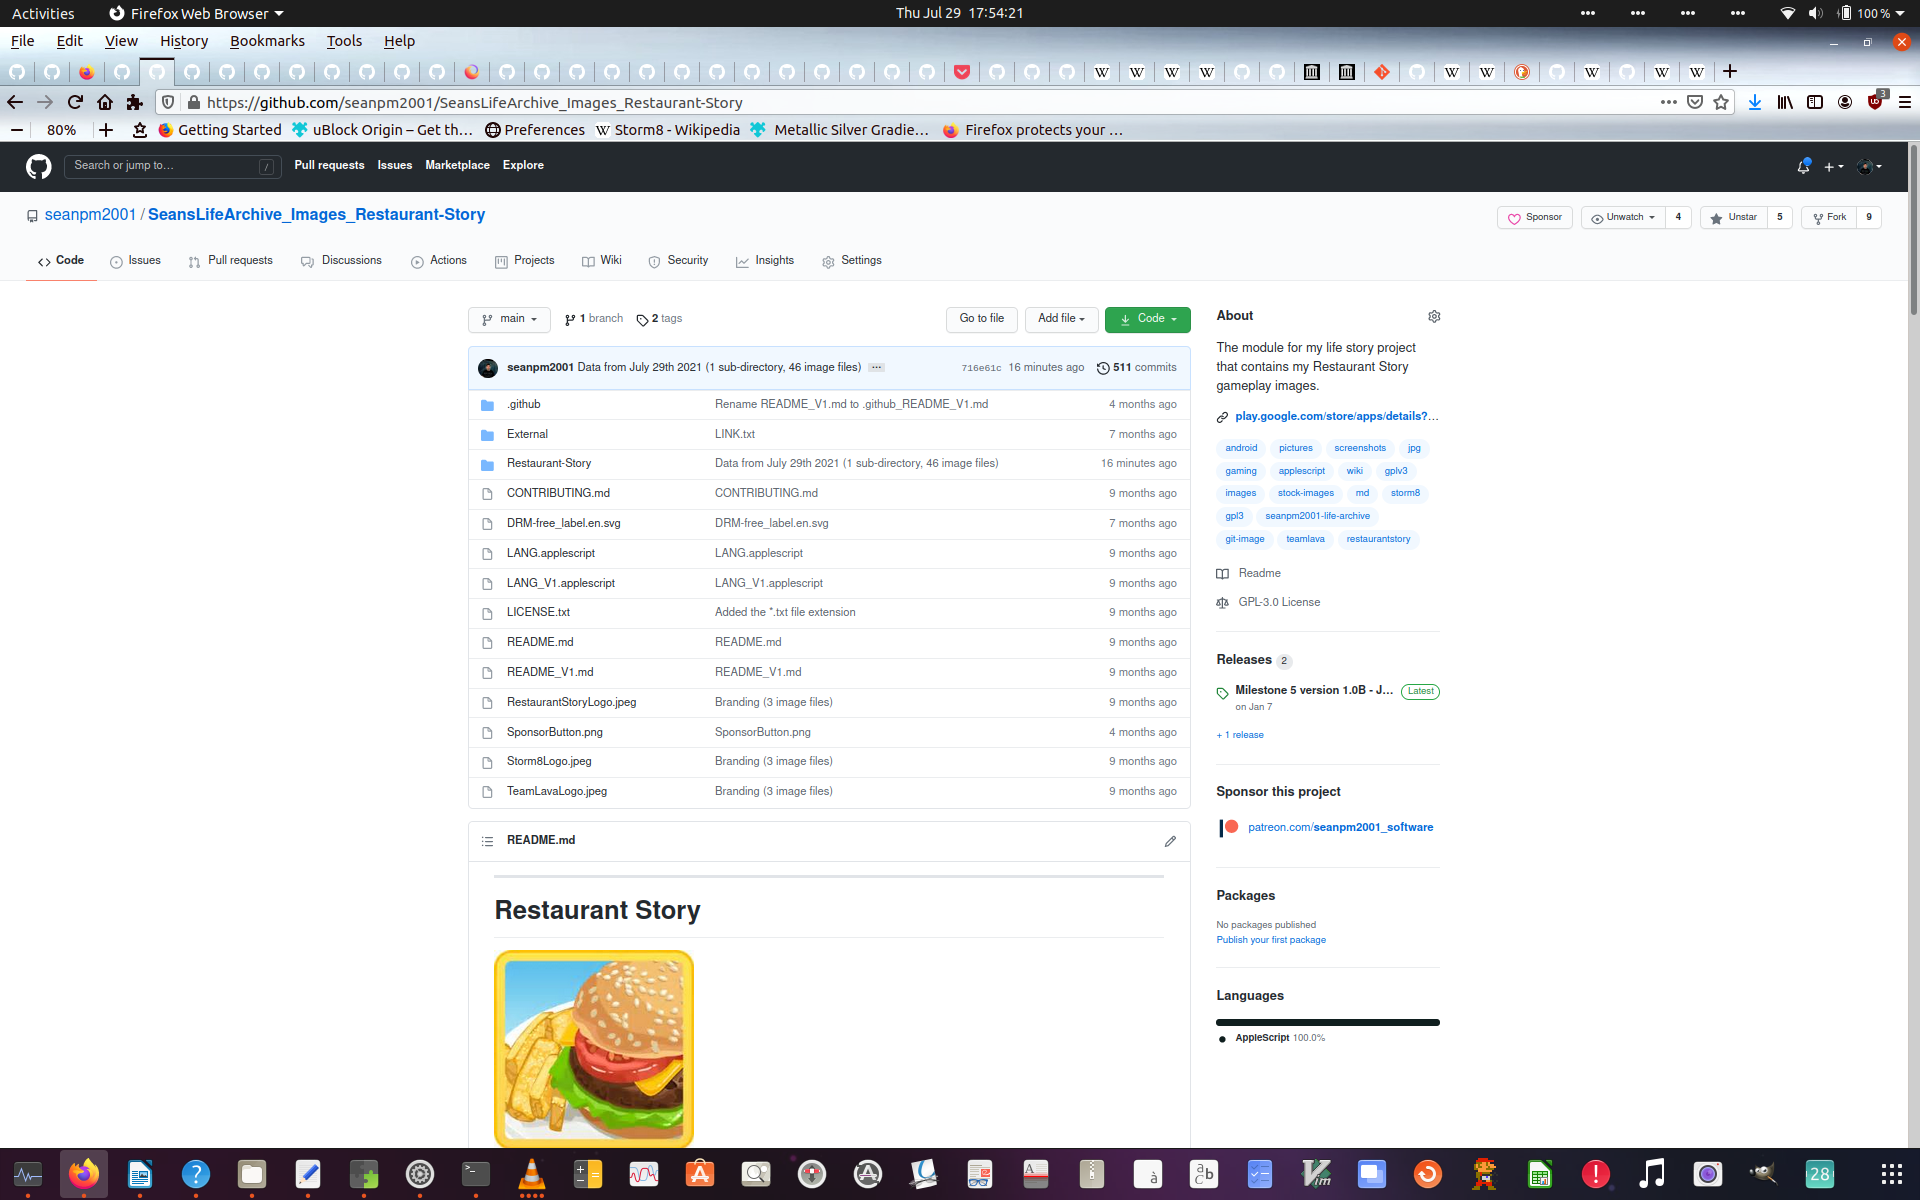 Activities Firefox Web Browser Thu Jul 29 17:54:21 100 %
File Edit View History Bookmarks Tools Help
https://github.com/seanpm2001/SeansLifeArchive_Images_Restaurant-Story 3
80% Getting Started uBlock Origin – Get th… Preferences Storm8 - Wikipedia Metallic Silver Gradie… Firefox protects your …
Search or jump to… / Pull requests Issues Marketplace Explore
seanpm2001 / SeansLifeArchive_Images_Restaurant-Story Sponsor Unwatch 4 Unstar 5 Fork 9
Code Issues Pull requests Discussions Actions Projects Wiki Security Insights Settings
main 1 branch 2 tags Go to file Add file Code
seanpm2001 Data from July 29th 2021 (1 sub-directory, 46 image files) ... 716e61c 16 minutes ago 511 commits
.github Rename README_V1.md to .github_README_V1.md 4 months ago
External LINK.txt 7 months ago
Restaurant-Story Data from July 29th 2021 (1 sub-directory, 46 image files) 16 minutes ago
CONTRIBUTING.md CONTRIBUTING.md 9 months ago
DRM-free_label.en.svg DRM-free_label.en.svg 7 months ago
LANG.applescript LANG.applescript 9 months ago
LANG_V1.applescript LANG_V1.applescript 9 months ago
LICENSE.txt Added the *.txt file extension 9 months ago
README.md README.md 9 months ago
README_V1.md README_V1.md 9 months ago
RestaurantStoryLogo.jpeg Branding (3 image files) 9 months ago
SponsorButton.png SponsorButton.png 4 months ago
Storm8Logo.jpeg Branding (3 image files) 9 months ago
TeamLavaLogo.jpeg Branding (3 image files) 9 months ago
README.md
Restaurant Story
About
The module for my life story project
that contains my Restaurant Story
gameplay images.
play.google.com/store/apps/details?…
android pictures screenshots jpg
gaming applescript wiki gplv3
images stock-images md storm8
gpl3 seanpm2001-life-archive
git-image teamlava restaurantstory
Readme
GPL-3.0 License
Releases 2
Milestone 5 version 1.0B - J… Latest
on Jan 7
+ 1 release
Sponsor this project
patreon.com/seanpm2001_software
Packages
No packages published
Publish your first package
Languages
AppleScript 100.0%
28